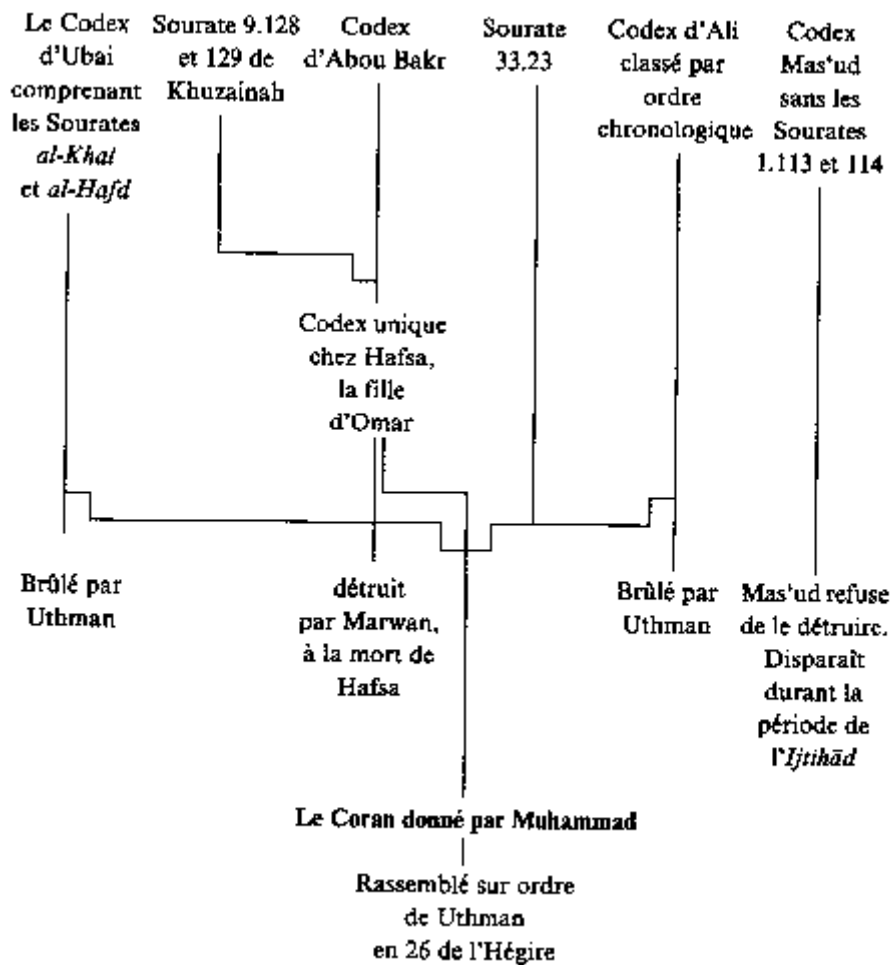 Le Codex
d'Ubai
comprenant
les Sourates
al-Khal
et al-Hafd
Sourate 9.128
et 129 de
Khuzainah
Codex
d'Abou Bakr
Sourate
33.23
Codex d'Ali
classé par
ordre
chronologique
Codex
Mas'ud
sans les
Sourates
1.113 et 114
Codex unique
chez Hafsa,
la fille
d'Omar
Brûlé par
Uthman
détruit
par Marwan,
à la mort de
Hafsa
Brûlé par
Uthman
Mas'ud refuse
de le détruire.
Disparaît
durant la
période de
l'Ijtihād
Le Coran donné par Muhammad
Rassemblé sur ordre
de Uthman
en 26 de l'Hégire